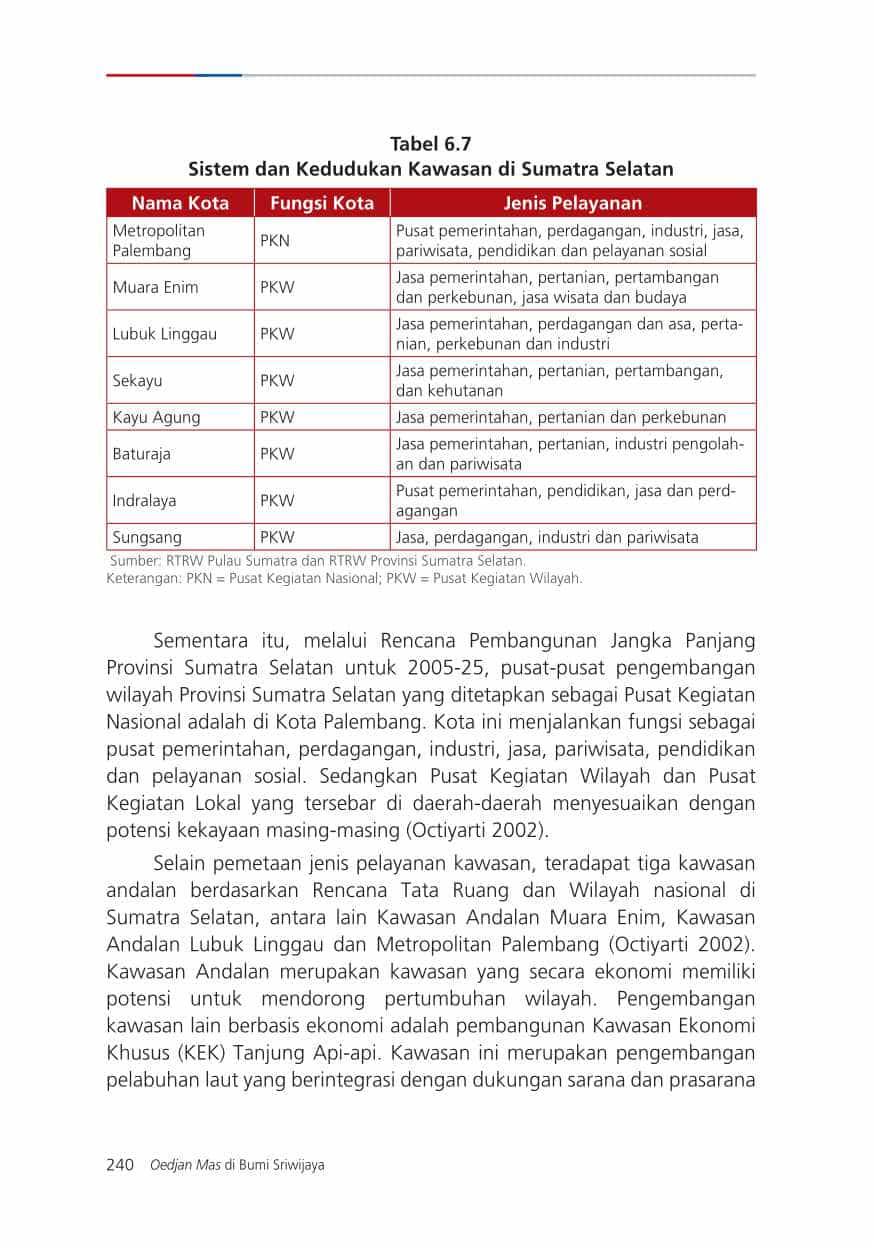 Tabel 6.7
Sistem dan Kedudukan Kawasan di Sumatra Selatan
Nama Kota Fungsi Kota Jenis Pelayanan
Metropolitan
Palembang
PKN
Pusat pemerintahan, perdagangan, industri, jasa,
pariwisata, pendidikan dan pelayanan sosial
Muara Enim
PKW
Jasa pemerintahan, pertanian, pertambangan
dan perkebunan, jasa wisata dan budaya
Lubuk Linggau
PKW
Jasa pemerintahan, perdagangan dan asa, perta-
nian, perkebunan dan industri
Sekayu
PKW
Jasa pemerintahan, pertanian, pertambangan,
dan kehutanan
Kayu Agung
PKW
Jasa pemerintahan, pertanian dan perkebunan
Baturaja
PKW
Jasa pemerintahan, pertanian, industri pengolah-
an dan pariwisata
Indralaya
PKW
Pusat pemerintahan, pendidikan, jasa dan perd-
agangan
Sungsang
PKW
Jasa, perdagangan, industri dan pariwisata
Sumber: RTRW Pulau Sumatra dan RTRW Provinsi Sumatra Selatan.
Keterangan: PKN = Pusat Kegiatan Nasional; PKW = Pusat Kegiatan Wilayah.
Sementara itu, melalui Rencana Pembangunan Jangka Panjang
Provinsi Sumatra Selatan untuk 2005-25, pusat-pusat pengembangan
wilayah Provinsi Sumatra Selatan yang ditetapkan sebagai Pusat Kegiatan
Nasional adalah di Kota Palembang. Kota ini menjalankan fungsi sebagai
pusat pemerintahan, perdagangan, industri, jasa, pariwisata, pendidikan
dan pelayanan sosial. Sedangkan Pusat Kegiatan Wilayah dan Pusat
Kegiatan Lokal yang tersebar di daerah-daerah menyesuaikan dengan
potensi kekayaan masing-masing (Octiyarti 2002).
Selain pemetaan jenis pelayanan kawasan, teradapat tiga kawasan
andalan berdasarkan Rencana Tata Ruang dan Wilayah nasional di
Sumatra Selatan, antara lain Kawasan Andalan Muara Enim, Kawasan
Andalan Lubuk Linggau dan Metropolitan Palembang (Octiyarti 2002).
Kawasan Andalan merupakan kawasan yang secara ekonomi memiliki
potensi untuk mendorong pertumbuhan wilayah. Pengembangan
kawasan lain berbasis ekonomi adalah pembangunan Kawasan Ekonomi
Khusus (KEK) Tanjung Api-api. Kawasan ini merupakan pengembangan
pelabuhan laut yang berintegrasi dengan dukungan sarana dan prasarana
240 Oedjan Mas di Bumi Sriwijaya